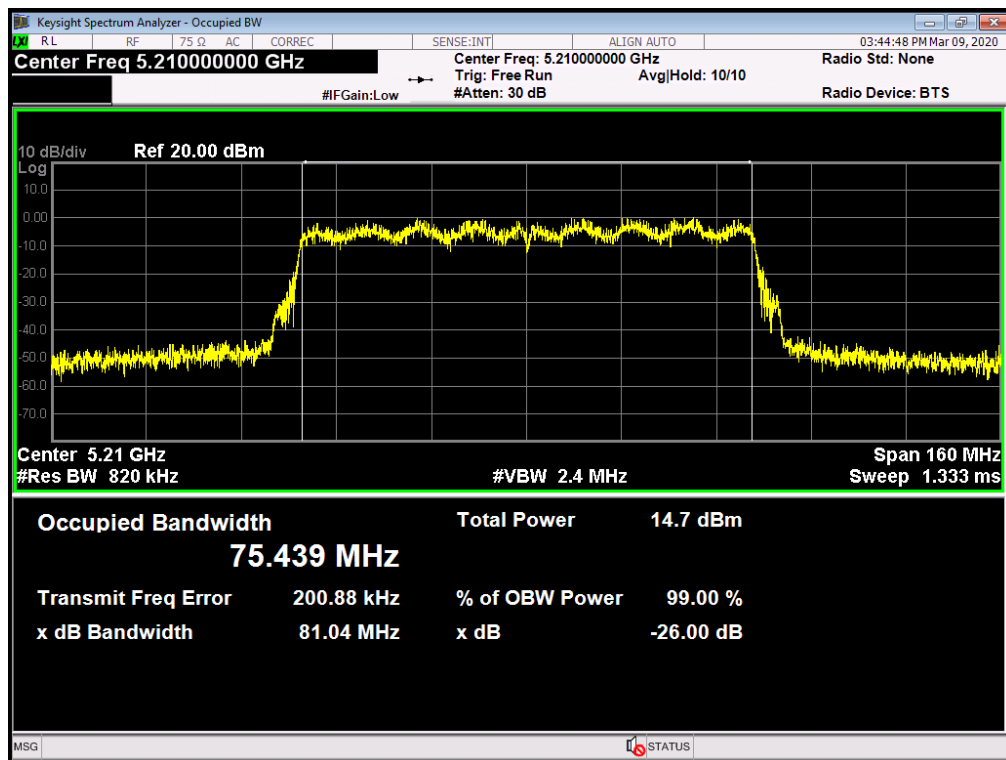 Keysight Spectrum Analyzer - Occupied BW
LXI RL RF 75 Ω AC CORREC SENSE:INT ALIGN AUTO 03:44:48 PM Mar 09, 2020
Center Freq 5.210000000 GHz
Center Freq: 5.210000000 GHz Radio Std: None
Trig: Free Run Avg|Hold: 10/10
#IFGain:Low #Atten: 30 dB Radio Device: BTS
10 dB/div Ref 20.00 dBm
Log
10.0
0.00
-10.0
-20.0
-30.0
-40.0
-50.0
-60.0
-70.0
Center 5.21 GHz Span 160 MHz
#Res BW 820 kHz #VBW 2.4 MHz Sweep 1.333 ms
Occupied Bandwidth Total Power 14.7 dBm
75.439 MHz
Transmit Freq Error 200.88 kHz % of OBW Power 99.00 %
x dB Bandwidth 81.04 MHz x dB -26.00 dB
MSG STATUS